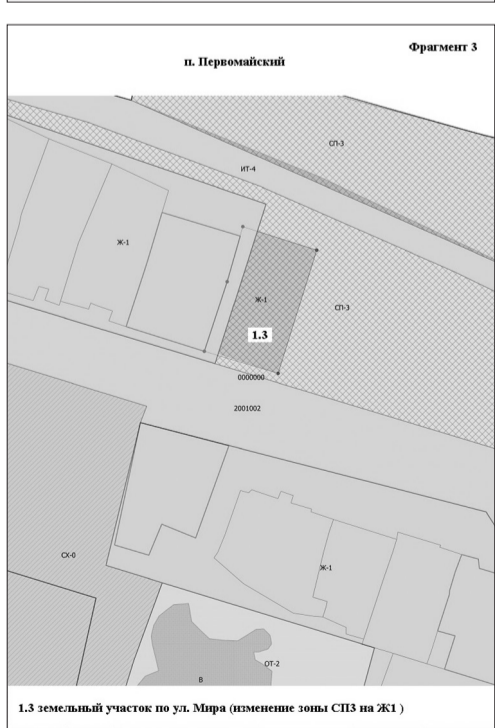 Фрагмент 3
п. Первомайский
СП-3
ИТ-4
Ж-1
Ж-1
СП-3
1.3
0000000
2001002
СХ-0
Ж-1
ОТ-2
В
1.3 земельный участок по ул. Мира (изменение зоны СП3 на Ж1 )